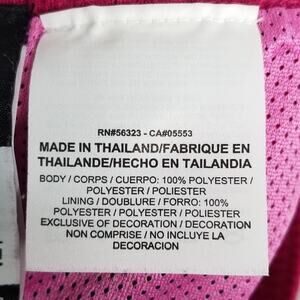 RN#56323 - CA#05553
MADE IN THAILAND/FABRIQUE EN
THAILANDE/HECHO EN TAILANDIA
BODY / CORPS / CUERPO: 100% POLYESTER /
POLYESTER / POLIESTER
LINING / DOUBLURE / FORRO: 100%
POLYESTER / POLYESTER / POLIESTER
EXCLUSIVE OF DECORATION / DECORATION
NON COMPRISE / NO INCLUYE LA
DECORACION